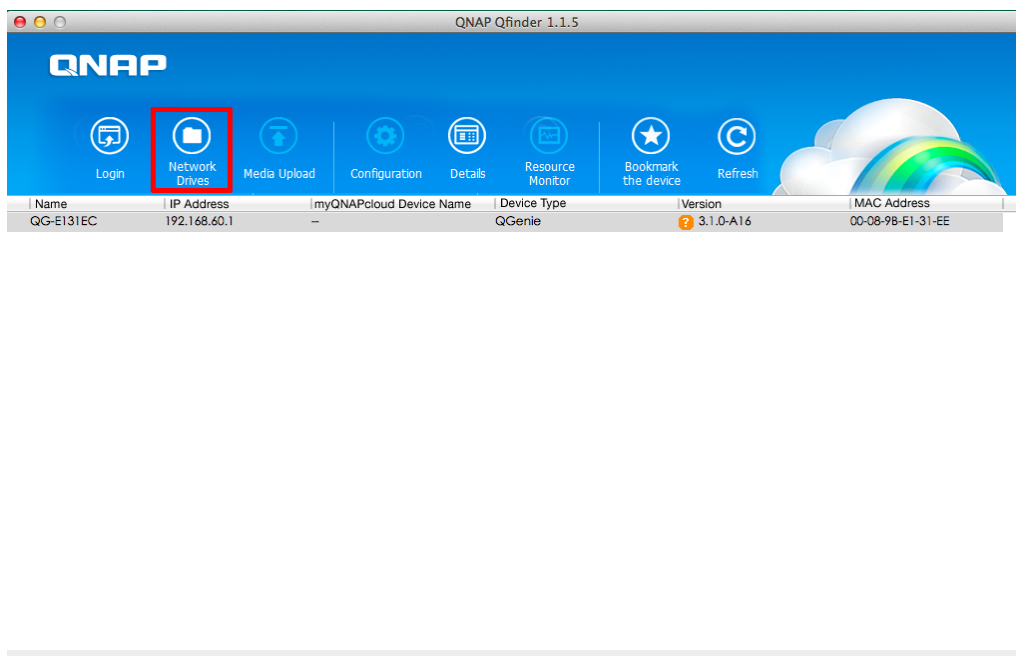 QNAP Qfinder 1.1.5
QNAP
Login
Network
Drives
Media Upload
Configuration
Details
Resource
Monitor
Bookmark
the device
Refresh
Name IP Address myQNAPcloud Device Name Device Type Version MAC Address
QG-E131EC 192.168.60.1 -- QGenie ? 3.1.0-A16 00-08-9B-E1-31-EE